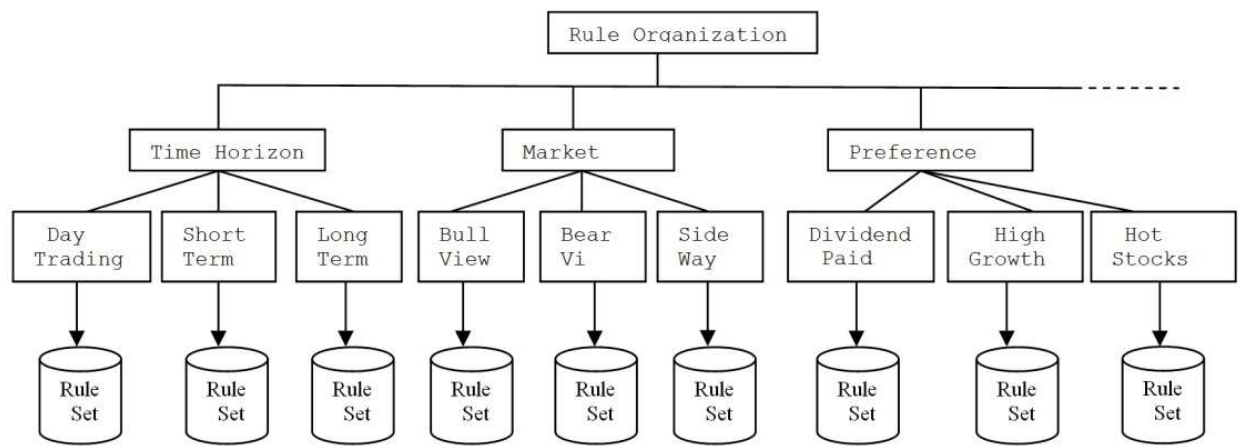 Rule Organization
Time Horizon
Market
Preference
Day
Trading
Short
Term
Long
Term
Bull
View
Bear
Vi
Side
Way
Dividend
Paid
High
Growth
Hot
Stocks
Rule
Set
Rule
Set
Rule
Set
Rule
Set
Rule
Set
Rule
Set
Rule
Set
Rule
Set
Rule
Set